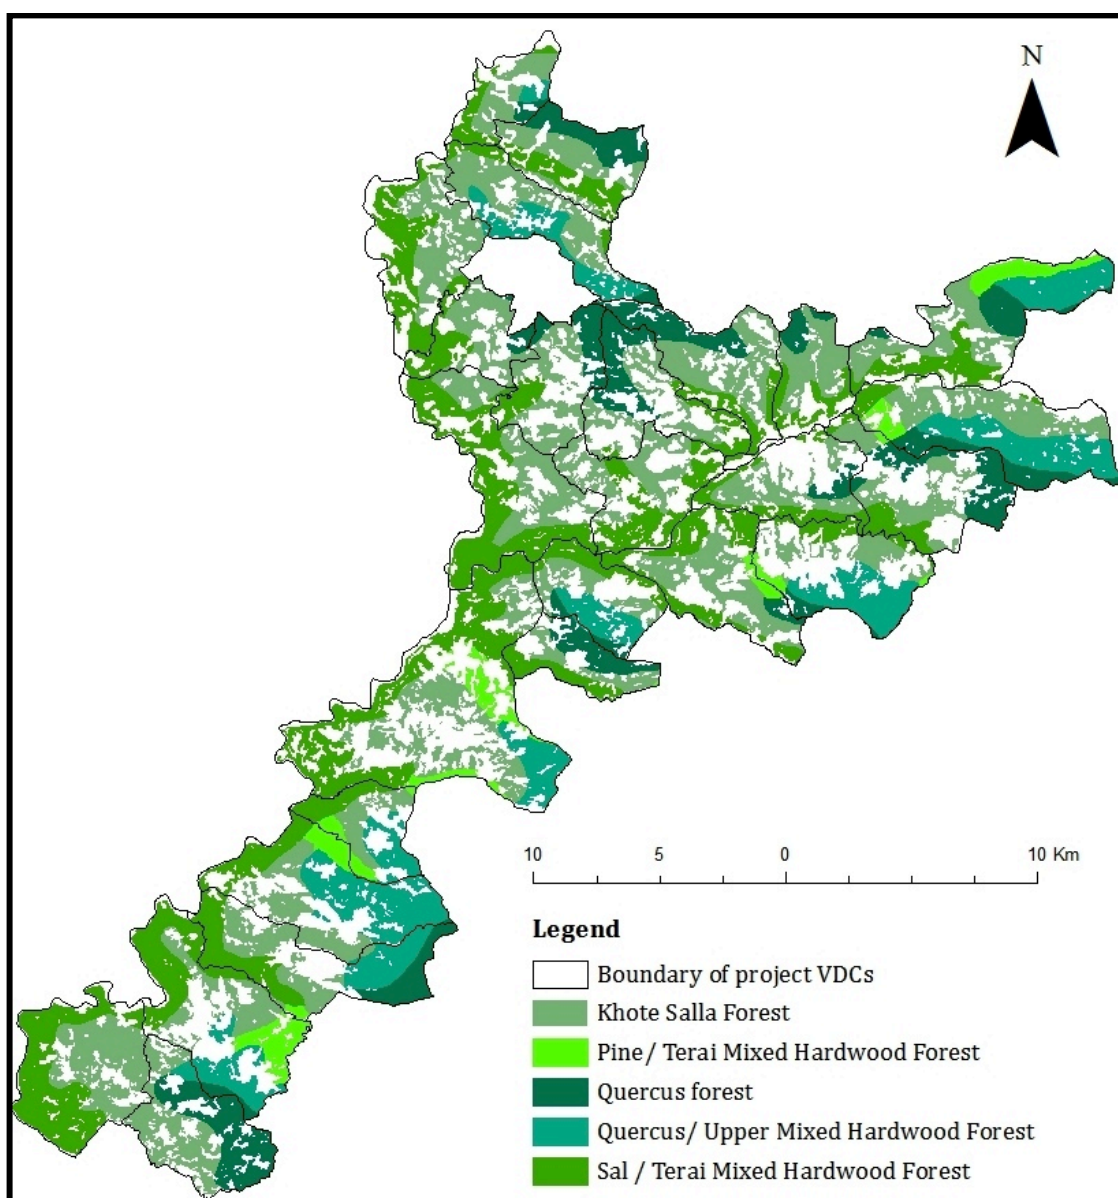 N
10 5 0 10 Km
Legend
Boundary of project VDCs
Khote Salla Forest
Pine/ Terai Mixed Hardwood Forest
Quercus forest
Quercus/ Upper Mixed Hardwood Forest
Sal / Terai Mixed Hardwood Forest